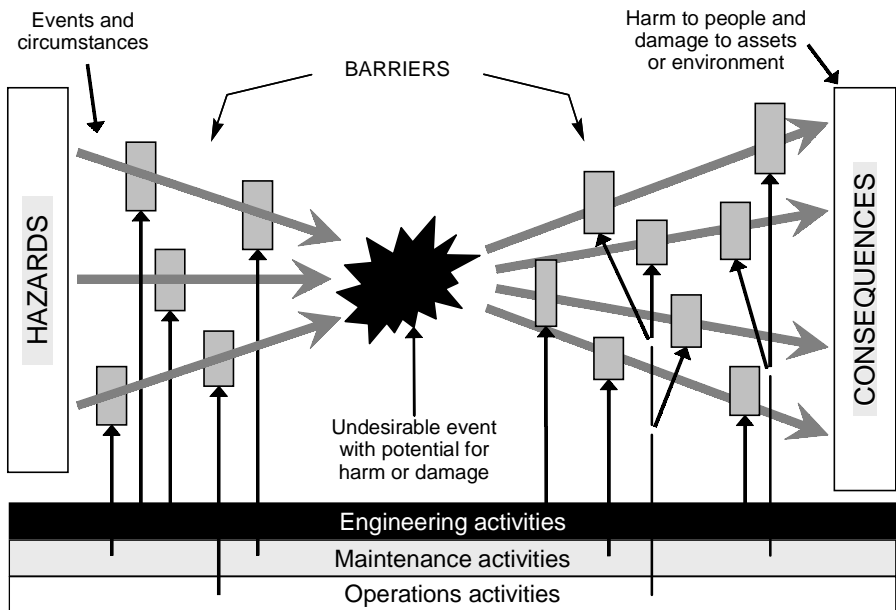 Events and
circumstances
BARRIERS
Harm to people and
damage to assets
or environment
HAZARDS
CONSEQUENCES
Undesirable event
with potential for
harm or damage
Engineering activities
Maintenance activities
Operations activities